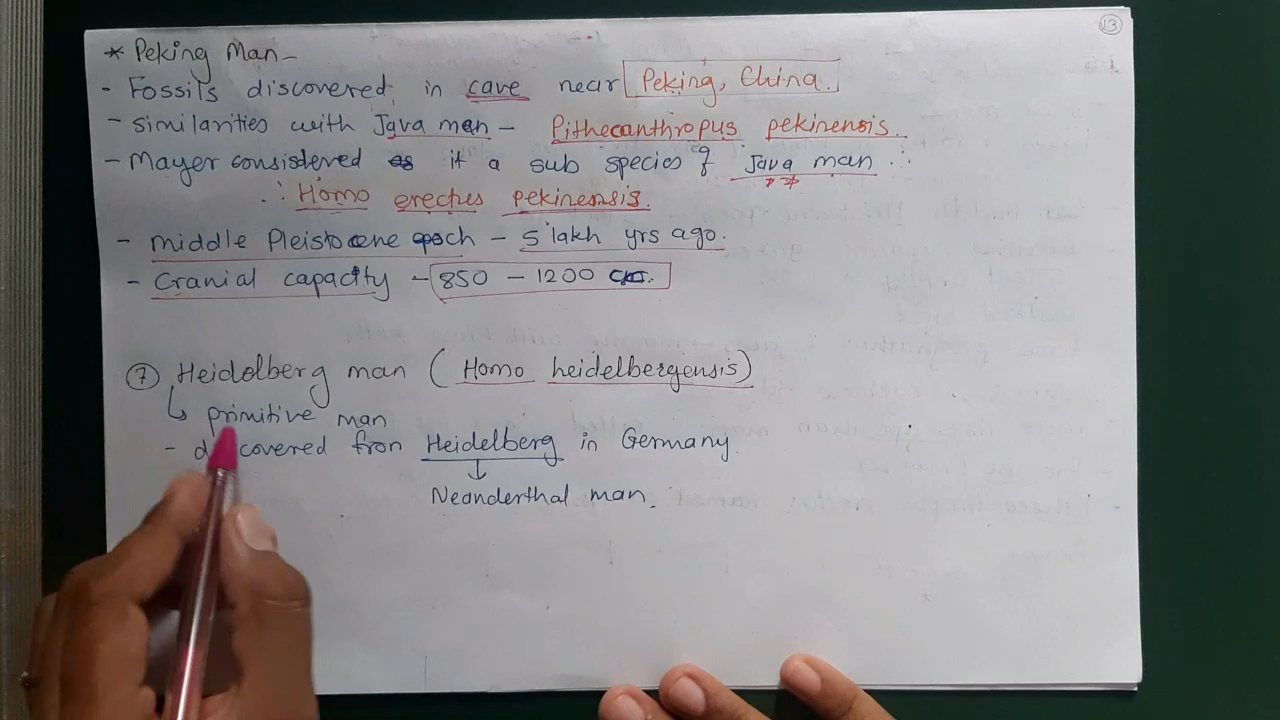 13
* Peking Man -
- Fossils discovered in cave near Peking, China.
- similarities with Java man - Pithecanthropus pekinensis.
- Mayer considered it a sub species of Java man ∴
∴ Homo erectus pekinensis.
- middle Pleistocene epoch - 5 lakh yrs ago.
- Cranial capacity - 850 - 1200
7 Heidelberg man (Homo heidelbergensis)
↳ primitive man
- discovered from Heidelberg in Germany.
↓
Neanderthal man.